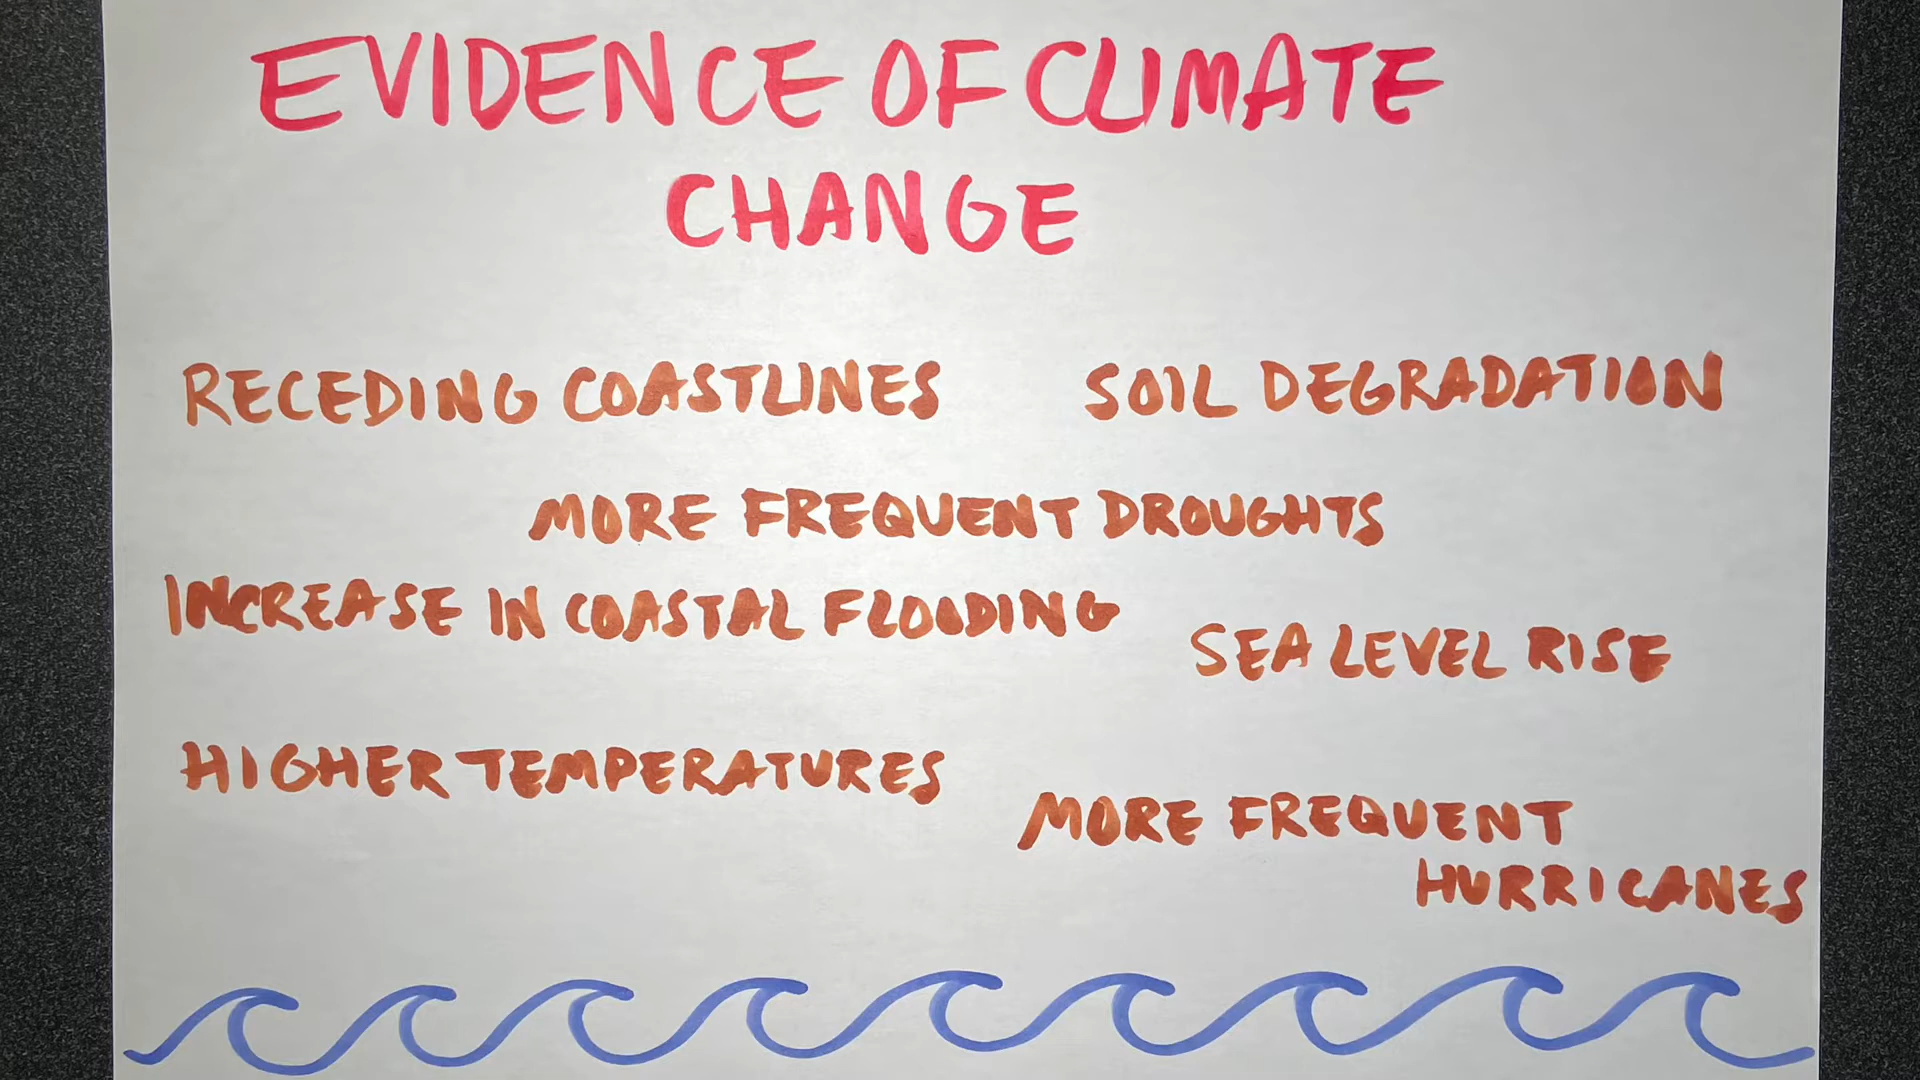 EVIDENCE OF CLIMATE
CHANGE
RECEDING COASTLINES
SOIL DEGRADATION
MORE FREQUENT DROUGHTS
INCREASE IN COASTAL FLOODING
SEA LEVEL RISE
HIGHER TEMPERATURES
MORE FREQUENT
HURRICANES